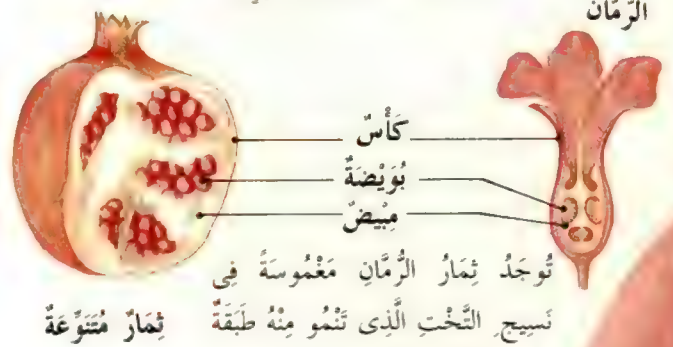 الرُّمَّان
كَأْسٌ
بُوَيْضَةٌ
مِبْيَضٌ
تُوجَدُ ثِمَارُ الرُّمَّانِ مَغْمُوسَةً فِى
نَسِيجِ التَّخْتِ الَّذِى تَنْمُو مِنْهُ طَبَقَةٌ
ثِمَارٌ مُتَنَوِّعَةٌ